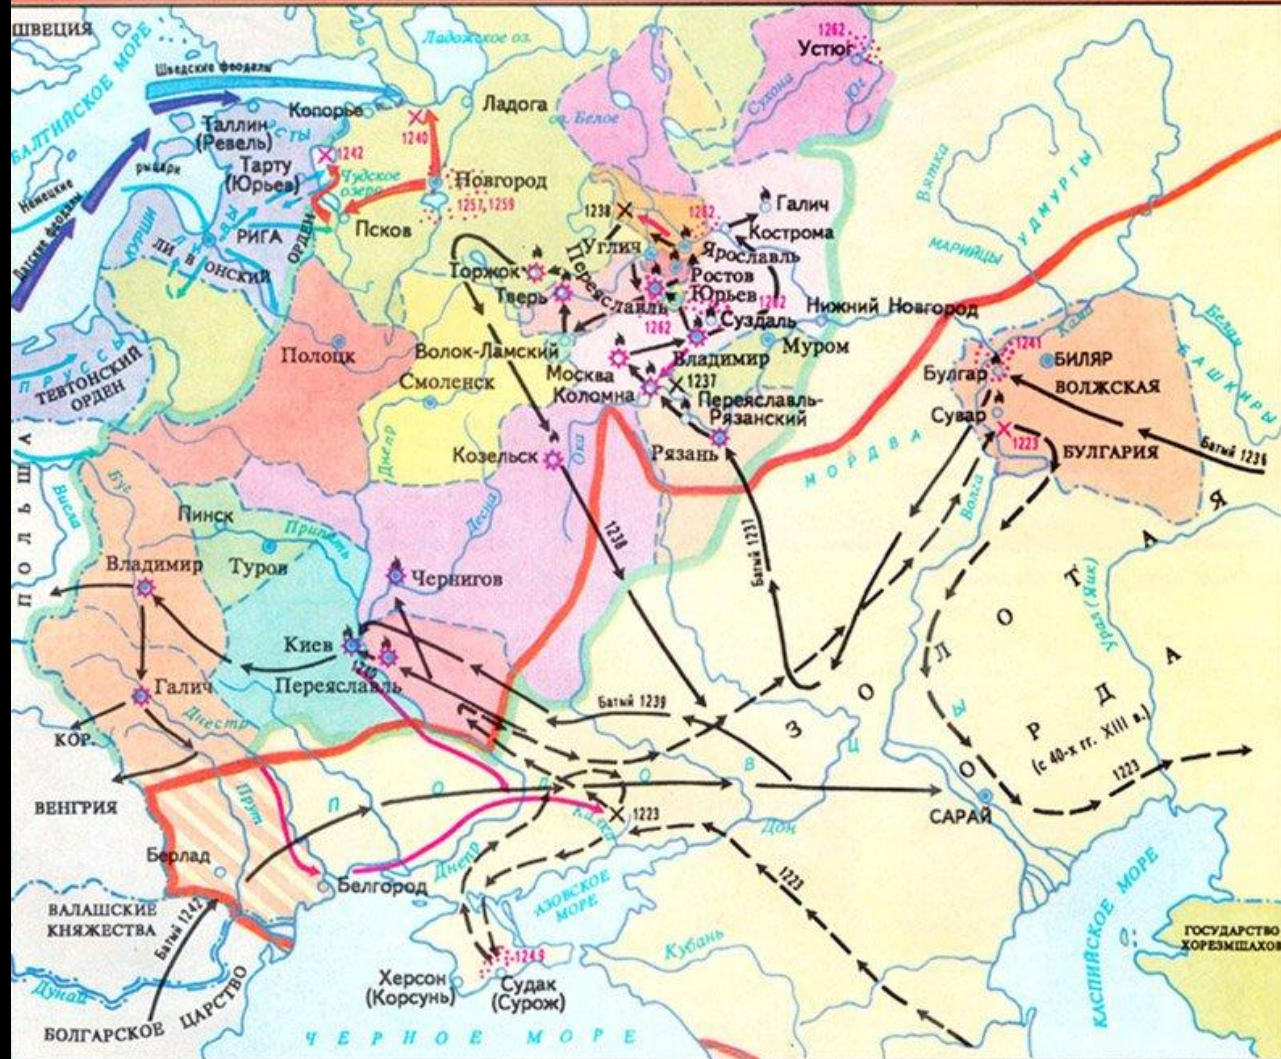 ШВЕЦИЯ
БАЛТИЙСКОЕ МОРЕ
Шведские феодалы
Немецкие
рыцари
Датские феодалы
Таллин
(Ревель)
ЭСТЫ
Тарту
(Юрьев)
Копорье
1240
1242
Чудское
озеро
Ладожское оз.
Ладога
Новгород
1257, 1259
Псков
оз. Белое
Сухона
Юг
1262
Устюг
КУРШИ
РИГА
ЛИВОНСКИЙ
ОРДЕН
ПРУССЫ
ТЕВТОНСКИЙ
ОРДЕН
1238
1262
Галич
Кострома
Углич
Ярославль
Ростов
Переяславль
Юрьев
1262
1262
Суздаль
Торжок
Тверь
Нижний Новгород
Владимир
Муром
Волок-Ламский
Москва
Коломна
1237
Переяславль-
Рязанский
Рязань
Полоцк
Смоленск
Днепр
Козельск
Ока
Десна
Вятка
УДМУРТЫ
МАРИЙЦЫ
МОРДВА
Кама
Белая
БАШКИРЫ
1241
Булгар
БИЛЯР
ВОЛЖСКАЯ
Сувар
1223
БУЛГАРИЯ
Батый 1236
Волга
ПОЛЬША
Висла
Буг
Пинск
Припять
Туров
Владимир
Чернигов
Киев
1240
Переяславль
Галич
Днестр
КОР.
ВЕНГРИЯ
Прут
1238
Батый 1237
Батый 1239
ПОЛОВЦЫ
ЗОЛОТАЯ
ОРДА
(с 40-х гг. XIII в.)
Урал (Яик)
1223
САРАЙ
Дон
Калка
1223
1223
Днепр
АЗОВСКОЕ
МОРЕ
Кубань
Берлад
Белгород
ВАЛАШСКИЕ
КНЯЖЕСТВА
Батый 1242
Дунай
БОЛГАРСКОЕ ЦАРСТВО
Херсон
(Корсунь)
1249
Судак
(Сурож)
ЧЕРНОЕ МОРЕ
КАСПИЙСКОЕ МОРЕ
ГОСУДАРСТВО
ХОРЕЗМШАХОВ